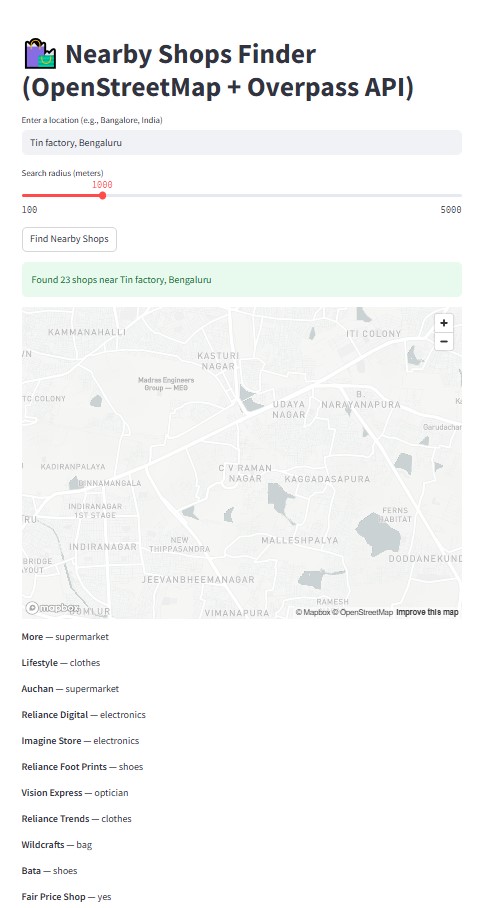 Nearby Shops Finder
(OpenStreetMap + Overpass API)
Enter a location (e.g., Bangalore, India)
Tin factory, Bengaluru
Search radius (meters)
1000
100
5000
Find Nearby Shops
Found 23 shops near Tin factory, Bengaluru
+
KAMMANAHALLI
ITI COLONY
−
KASTURI
NAGAR
Madras Engineers
Group — MEG
B.
TC COLONY
UDAYA
NAGAR
NARAYANAPURA
Garudachar
KADIRANPALAYA
C V RAMAN
NAGAR
BINNAMANGALA
KAGGADASAPURA
INDIRANAGAR
1ST STAGE
FERNS
HABITAT
NEW
THIPPASANDRA
MALLESHPALYA
INDIRANAGAR
BRIDGE
AYOUT
DODDANEKUND
JEEVANBHEEMANAGAR
RAMESH
mapbox
DOMLUR
VIMANAPURA
© Mapbox © OpenStreetMap Improve this map
More — supermarket
Lifestyle — clothes
Auchan — supermarket
Reliance Digital — electronics
Imagine Store — electronics
Reliance Foot Prints — shoes
Vision Express — optician
Reliance Trends — clothes
Wildcrafts — bag
Bata — shoes
Fair Price Shop — yes